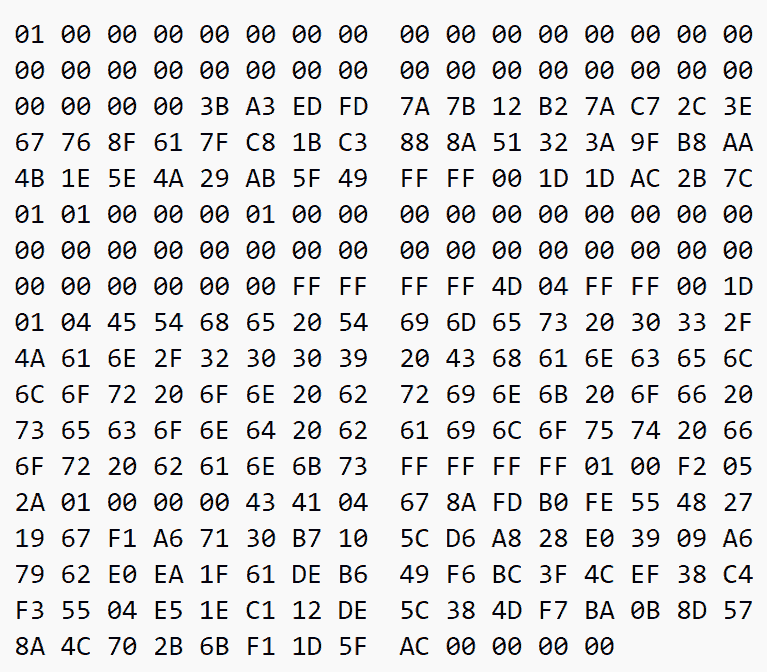 01 00 00 00 00 00 00 00 00 00 00 00 00 00 00 00
00 00 00 00 00 00 00 00 00 00 00 00 00 00 00 00
00 00 00 00 3B A3 ED FD 7A 7B 12 B2 7A C7 2C 3E
67 76 8F 61 7F C8 1B C3 88 8A 51 32 3A 9F B8 AA
4B 1E 5E 4A 29 AB 5F 49 FF FF 00 1D 1D AC 2B 7C
01 01 00 00 00 01 00 00 00 00 00 00 00 00 00 00
00 00 00 00 00 00 00 00 00 00 00 00 00 00 00 00
00 00 00 00 00 00 FF FF FF FF 4D 04 FF FF 00 1D
01 04 45 54 68 65 20 54 69 6D 65 73 20 30 33 2F
4A 61 6E 2F 32 30 30 39 20 43 68 61 6E 63 65 6C
6C 6F 72 20 6F 6E 20 62 72 69 6E 6B 20 6F 66 20
73 65 63 6F 6E 64 20 62 61 69 6C 6F 75 74 20 66
6F 72 20 62 61 6E 6B 73 FF FF FF FF 01 00 F2 05
2A 01 00 00 00 43 41 04 67 8A FD B0 FE 55 48 27
19 67 F1 A6 71 30 B7 10 5C D6 A8 28 E0 39 09 A6
79 62 E0 EA 1F 61 DE B6 49 F6 BC 3F 4C EF 38 C4
F3 55 04 E5 1E C1 12 DE 5C 38 4D F7 BA 0B 8D 57
8A 4C 70 2B 6B F1 1D 5F AC 00 00 00 00